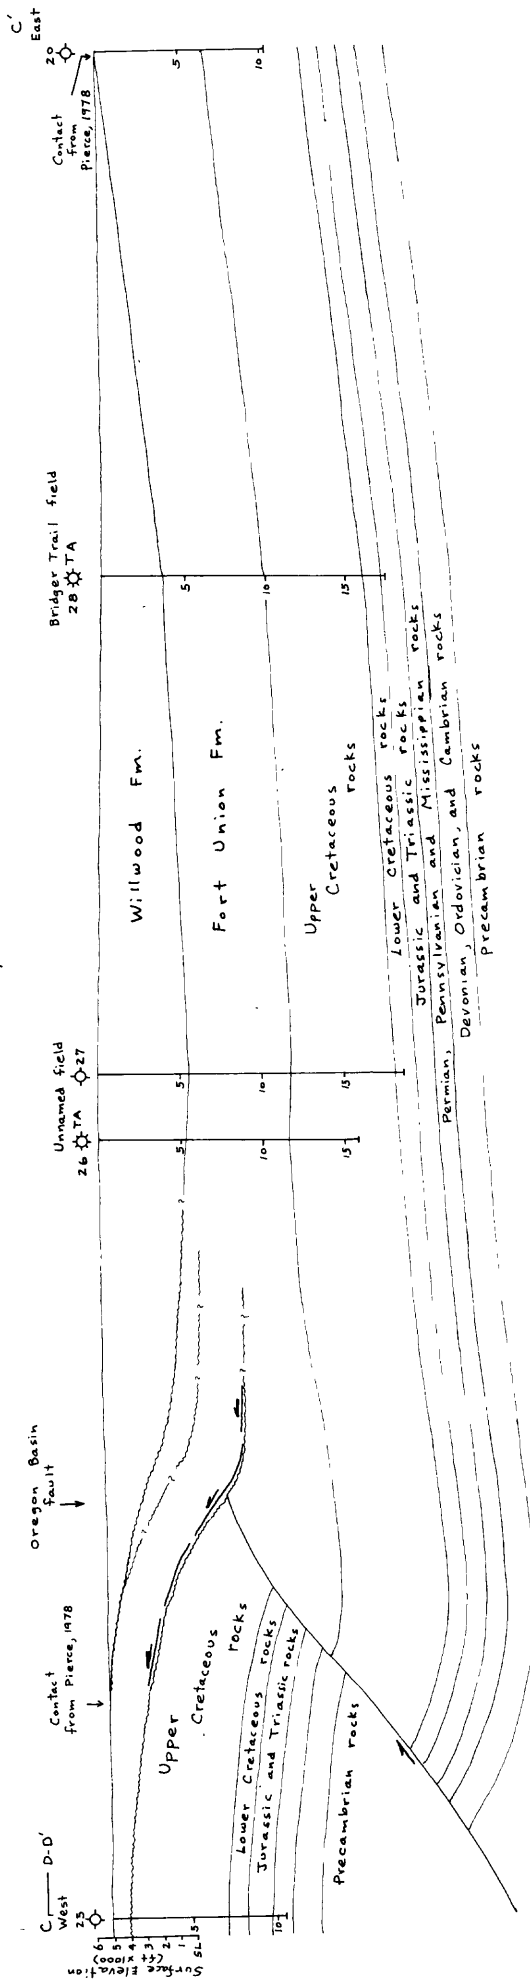 C
D-D'
West
25
Contact
from Pierce, 1978
Oregon Basin
fault
Unnamed field
26 TA
27
Bridger Trail field
28 TA
Contact
from
Pierce, 1978
20
C'
East
Surface Elevation
(ft x 1000)
6
5
4
3
2
1
SL
5
10
5
10
15
5
10
15
5
10
15
5
10
?
?
?
?
?
Willwood Fm.
Fort Union Fm.
Upper
Cretaceous
rocks
Upper
Cretaceous
rocks
Lower Cretaceous rocks
Jurassic and Triassic rocks
Precambrian rocks
Lower Cretaceous rocks
Jurassic and Triassic rocks
Permian, Pennsylvanian and Mississippian rocks
Devonian, Ordovician, and Cambrian rocks
Precambrian rocks